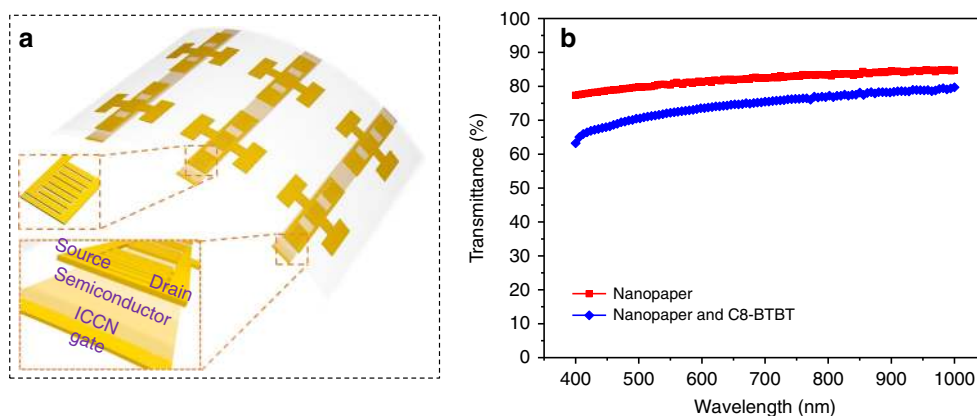 a
Source
Drain
Semiconductor
ICCN
gate
b
100
90
80
70
60
50
40
30
20
10
0
Transmittance (%)
Nanopaper
Nanopaper and C8-BTBT
400 500 600 700 800 900 1000
Wavelength (nm)